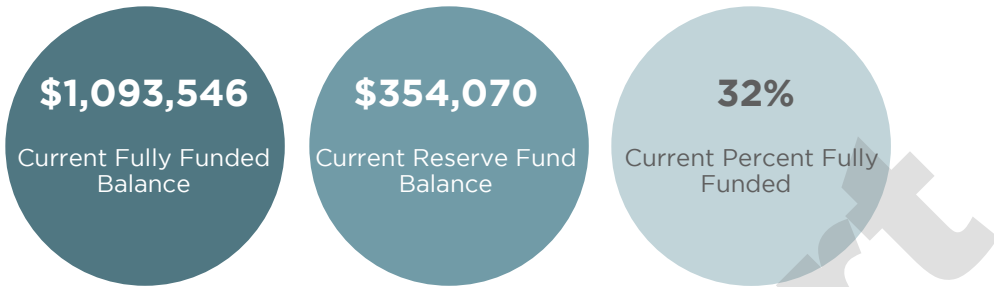 $1,093,546
Current Fully Funded
Balance
$354,070
Current Reserve Fund
Balance
32%
Current Percent Fully
Funded